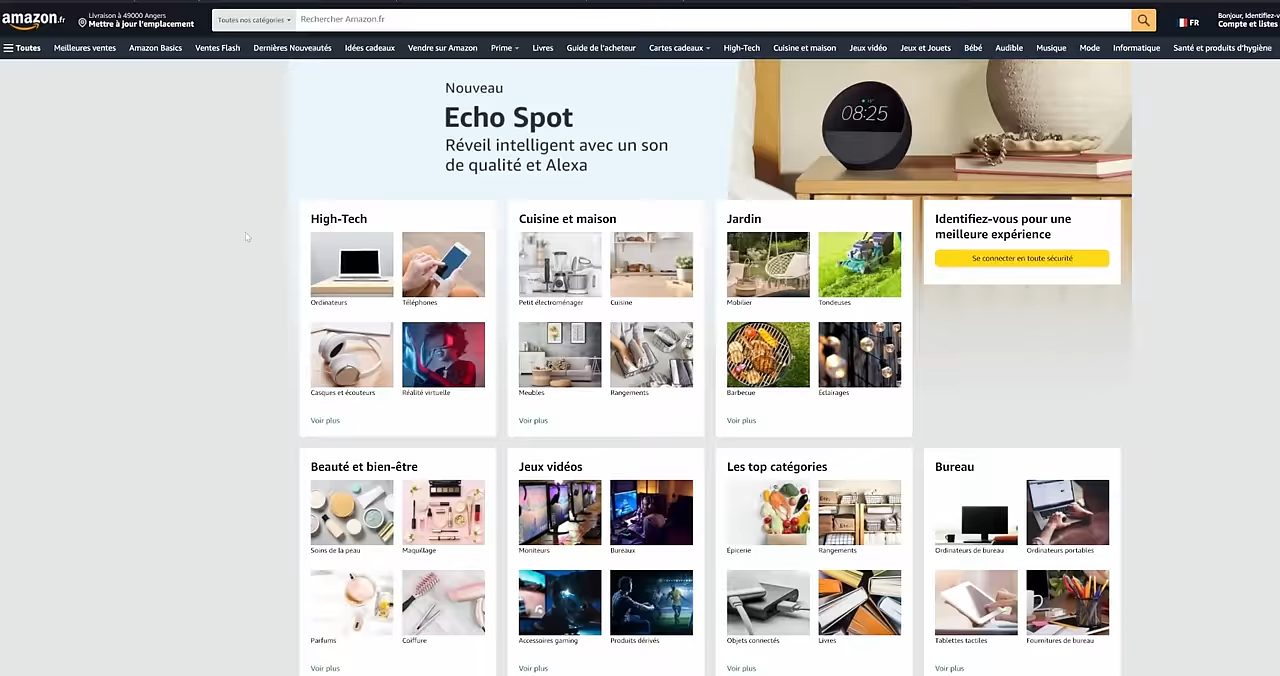 amazon.fr
Livraison à 49000 Angers
Mettre à jour l'emplacement
Toutes nos catégories
Rechercher Amazon.fr
FR
Bonjour, Identifiez-v
Compte et listes
Toutes
Meilleures ventes
Amazon Basics
Ventes Flash
Dernières Nouveautés
Idées cadeaux
Vendre sur Amazon
Prime
Livres
Guide de l'acheteur
Cartes cadeaux
High-Tech
Cuisine et maison
Jeux vidéo
Jeux et Jouets
Bébé
Audible
Musique
Mode
Informatique
Santé et produits d'hygiène
Nouveau
Echo Spot
Réveil intelligent avec un son
de qualité et Alexa
08:25
High-Tech
Ordinateurs
Téléphones
Casques et écouteurs
Réalité virtuelle
Voir plus
Cuisine et maison
Petit électroménager
Cuisine
Meubles
Rangements
Voir plus
Jardin
Mobilier
Tondeuses
Barbecue
Éclairages
Voir plus
Identifiez-vous pour une
meilleure expérience
Se connecter en toute sécurité
Beauté et bien-être
Soins de la peau
Maquillage
Parfums
Coiffure
Voir plus
Jeux vidéos
Moniteurs
Bureaux
Accessoires gaming
Produits dérivés
Voir plus
Les top catégories
Épicerie
Rangements
Objets connectés
Livres
Voir plus
Bureau
Ordinateurs de bureau
Ordinateurs portables
Tablettes tactiles
Fournitures de bureau
Voir plus